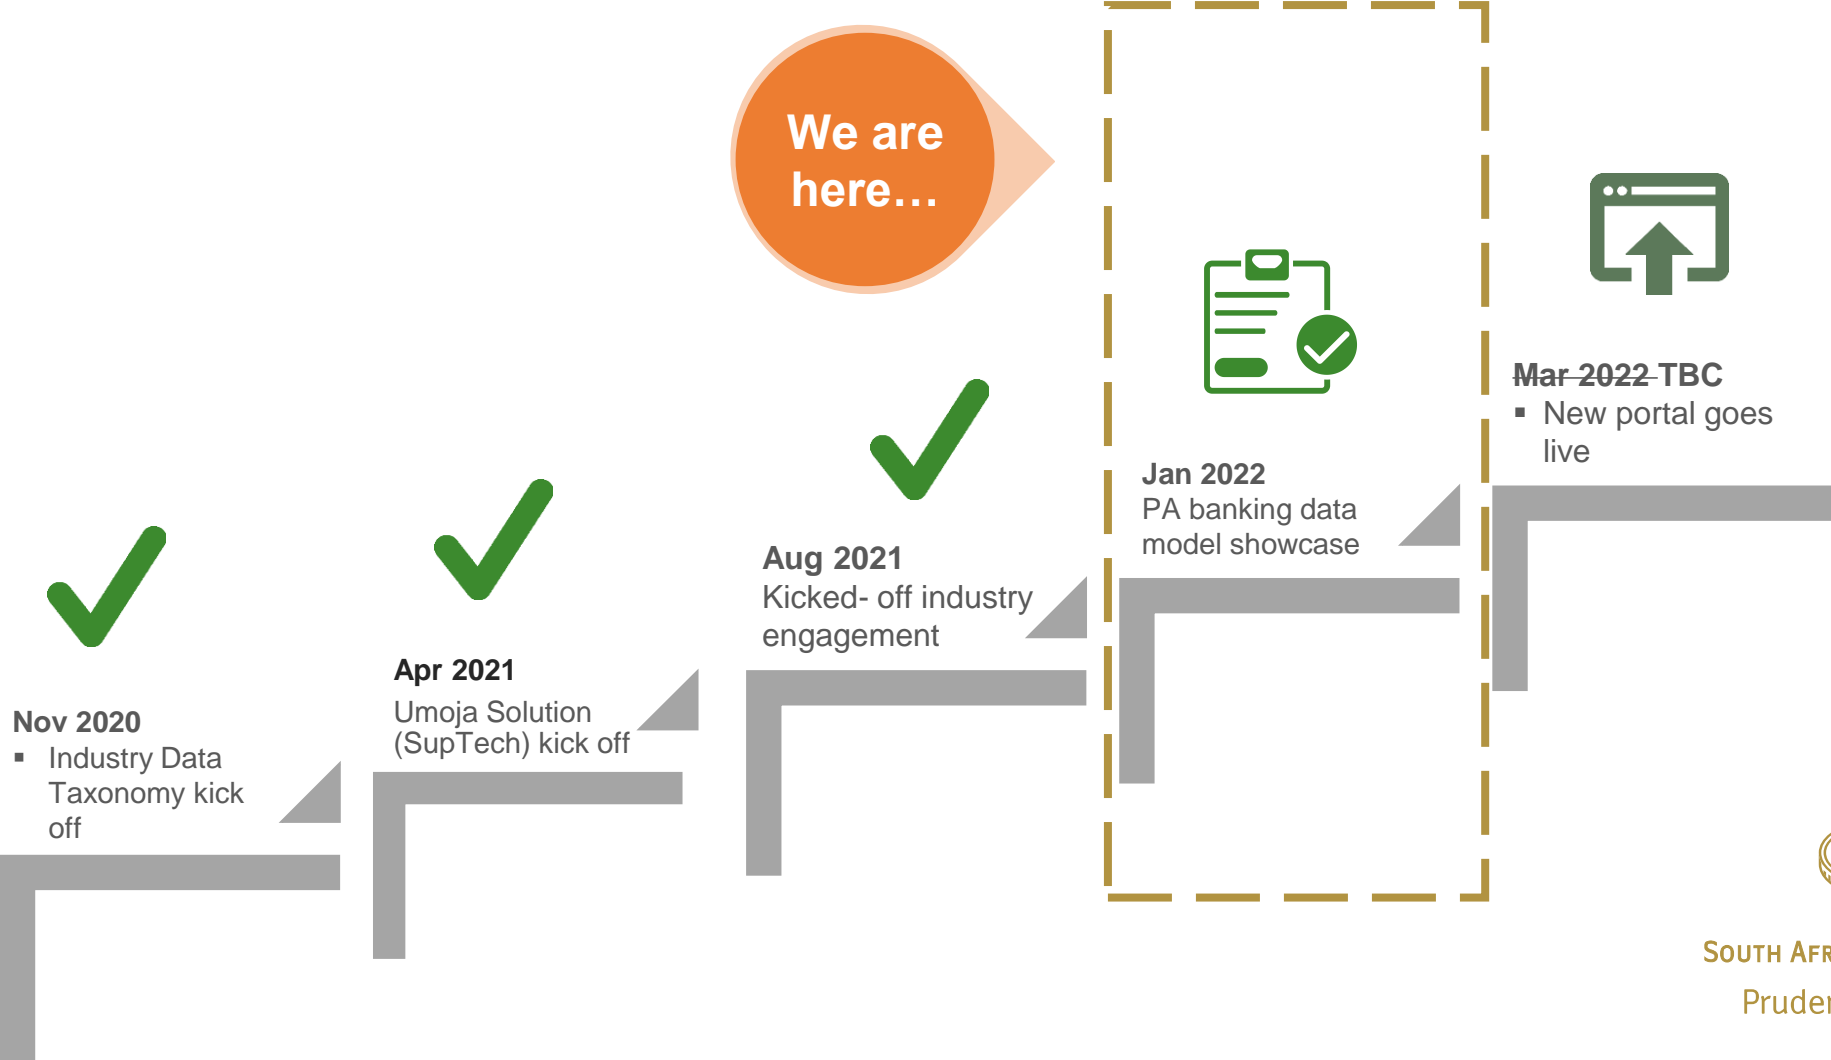 We are
here…
Mar 2022 TBC
▪ New portal goes
live
Jan 2022
PA banking data
model showcase
Aug 2021
Kicked- off industry
engagement
Apr 2021
Umoja Solution
(SupTech) kick off
Nov 2020
▪ Industry Data
Taxonomy kick
off
SOUTH